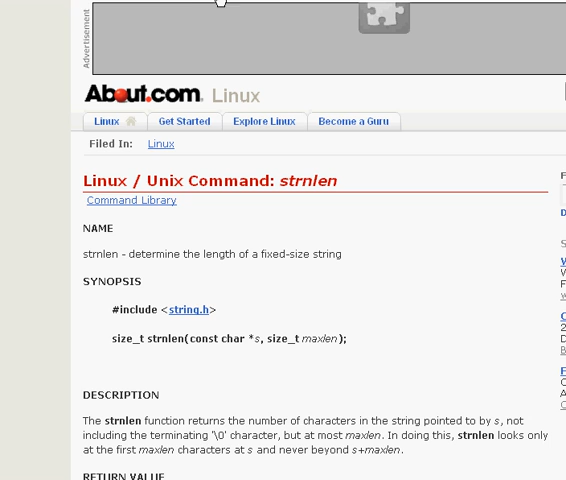 Advertisement
About.com Linux
Linux Get Started Explore Linux Become a Guru
Filed In: Linux
Linux / Unix Command: strnlen
Command Library
NAME
strnlen - determine the length of a fixed-size string
SYNOPSIS
#include <string.h>
size_t strnlen(const char *s, size_t maxlen);
DESCRIPTION
The strnlen function returns the number of characters in the string pointed to by s, not
including the terminating '\0' character, but at most maxlen. In doing this, strnlen looks only
at the first maxlen characters at s and never beyond s+maxlen.
RETURN VALUE